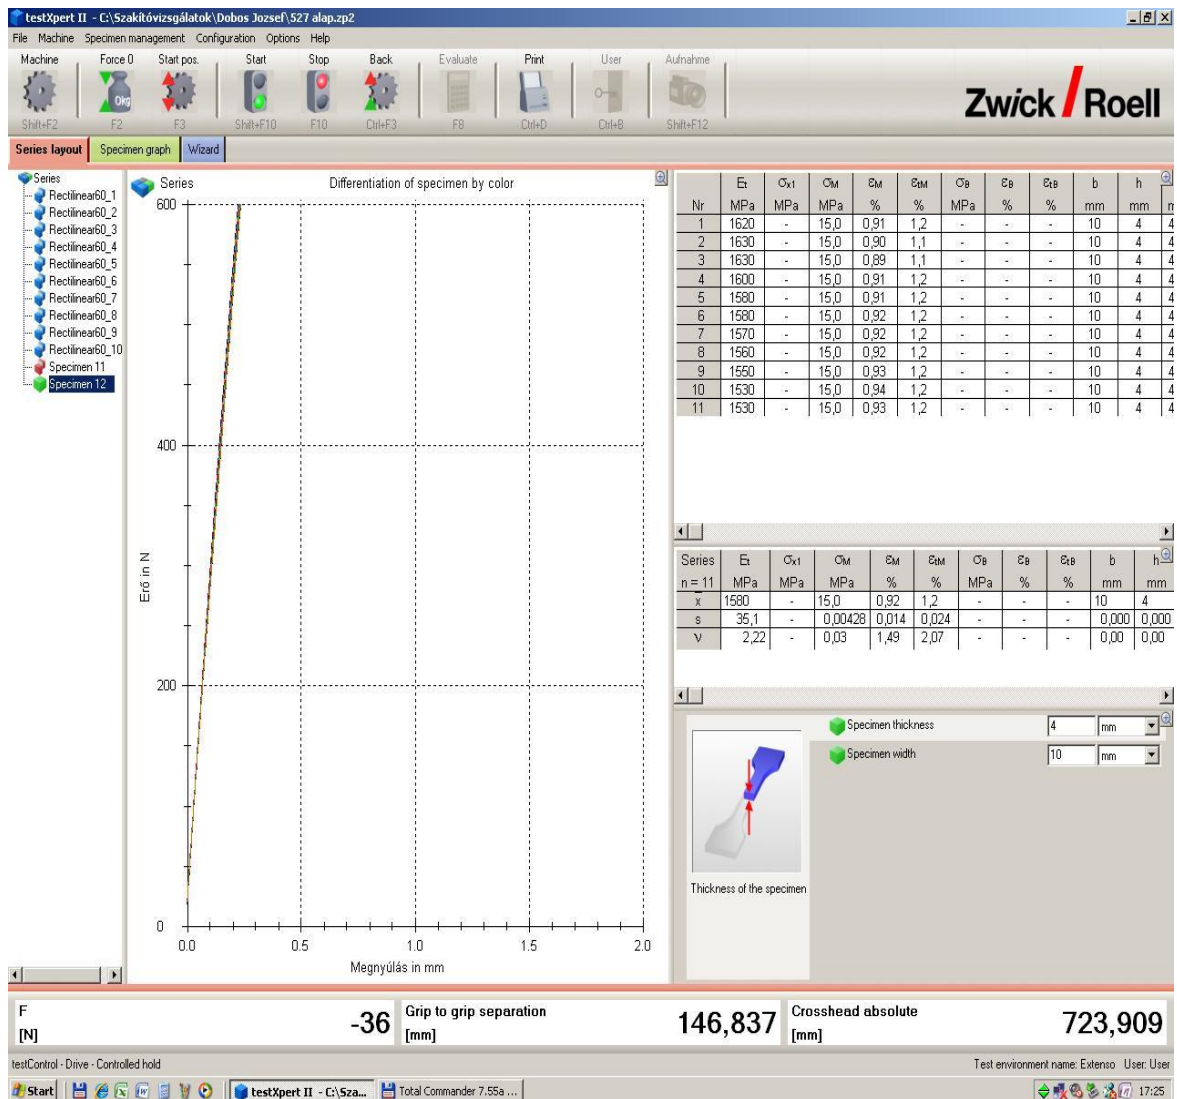 testXpert II - C:\Szakítóvizsgálatok\Dobos Jozsef\527 alap.zp2
File Machine Specimen management Configuration Options Help
Machine Force 0 Start pos. Start Stop Back Evaluate Print User Aufnahme
0kg
Shift+F2 F2 F3 Shift+F10 F10 Ctrl+F3 F8 Ctrl+D Ctrl+B Shift+F12
Zwick / Roell
Series layout Specimen graph Wizard
Series
Rectilinear60_1
Rectilinear60_2
Rectilinear60_3
Rectilinear60_4
Rectilinear60_5
Rectilinear60_6
Rectilinear60_7
Rectilinear60_8
Rectilinear60_9
Rectilinear60_10
Specimen 11
Specimen 12
Series Differentiation of specimen by color
600
400
200
0
Erő in N
0.0 0.5 1.0 1.5 2.0
Megnyúlás in mm
Et σx1 σM εM εtM σB εB εtB b h
Nr MPa MPa MPa % % MPa % % mm mm m
1 1620 - 15,0 0,91 1,2 - - - 10 4 4
2 1630 - 15,0 0,90 1,1 - - - 10 4 4
3 1630 - 15,0 0,89 1,1 - - - 10 4 4
4 1600 - 15,0 0,91 1,2 - - - 10 4 4
5 1580 - 15,0 0,91 1,2 - - - 10 4 4
6 1580 - 15,0 0,92 1,2 - - - 10 4 4
7 1570 - 15,0 0,92 1,2 - - - 10 4 4
8 1560 - 15,0 0,92 1,2 - - - 10 4 4
9 1550 - 15,0 0,93 1,2 - - - 10 4 4
10 1530 - 15,0 0,94 1,2 - - - 10 4 4
11 1530 - 15,0 0,93 1,2 - - - 10 4 4
Series Et σx1 σM εM εtM σB εB εtB b h
n = 11 MPa MPa MPa % % MPa % % mm mm
x̄ 1580 - 15,0 0,92 1,2 - - - 10 4
s 35,1 - 0,00428 0,014 0,024 - - - 0,000 0,000
ν 2,22 - 0,03 1,49 2,07 - - - 0,00 0,00
Specimen thickness 4 mm
Specimen width 10 mm
Thickness of the specimen
F
[N]
-36
Grip to grip separation
[mm]
146,837
Crosshead absolute
[mm]
723,909
testControl - Drive - Controlled hold Test environment name: Extenso User: User
Start testXpert II - C:\Sza... Total Commander 7.55a ... 17:25